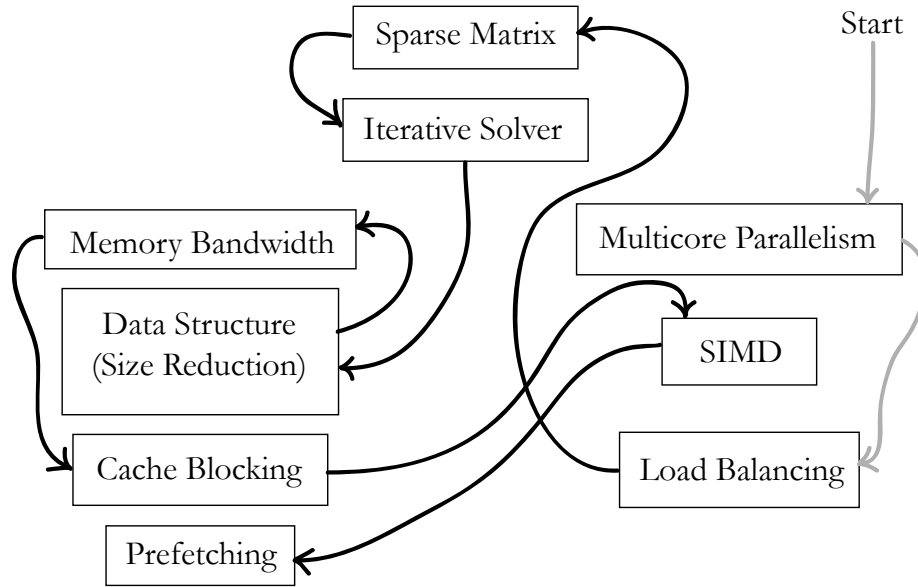 Sparse Matrix
Start
Iterative Solver
Memory Bandwidth
Multicore Parallelism
Data Structure
(Size Reduction)
SIMD
Cache Blocking
Load Balancing
Prefetching